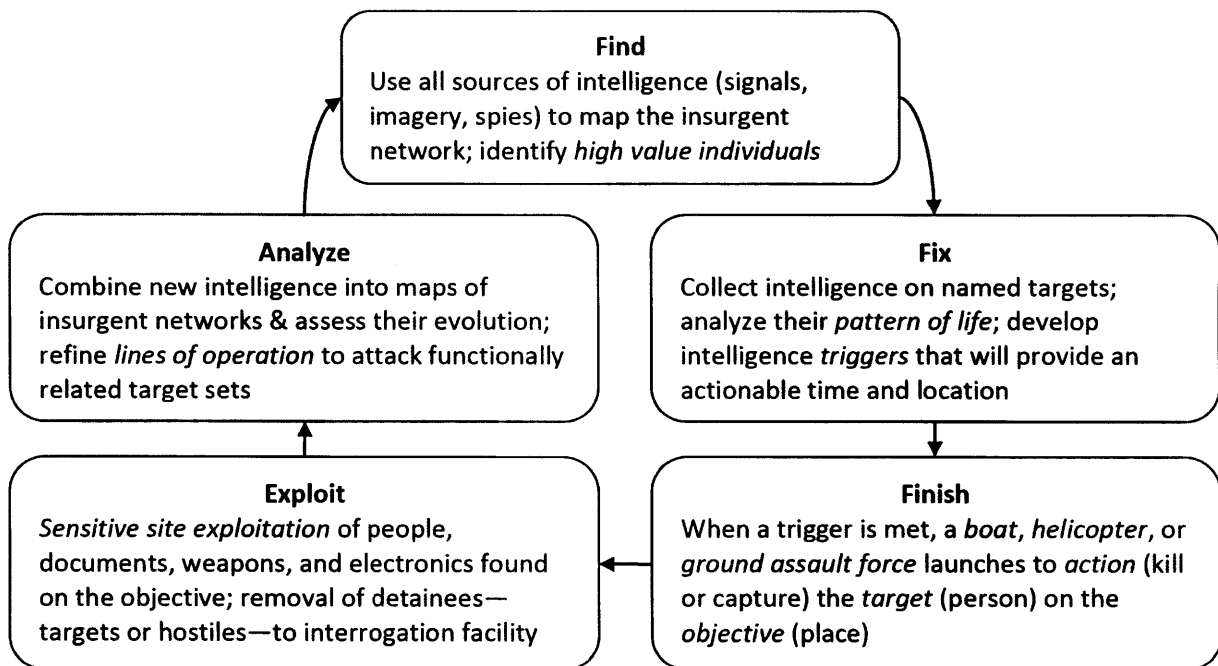 Find
Use all sources of intelligence (signals,
imagery, spies) to map the insurgent
network; identify high value individuals
Fix
Collect intelligence on named targets;
analyze their pattern of life; develop
intelligence triggers that will provide an
actionable time and location
Finish
When a trigger is met, a boat, helicopter, or
ground assault force launches to action (kill
or capture) the target (person) on the
objective (place)
Exploit
Sensitive site exploitation of people,
documents, weapons, and electronics found
on the objective; removal of detainees—
targets or hostiles—to interrogation facility
Analyze
Combine new intelligence into maps of
insurgent networks & assess their evolution;
refine lines of operation to attack functionally
related target sets